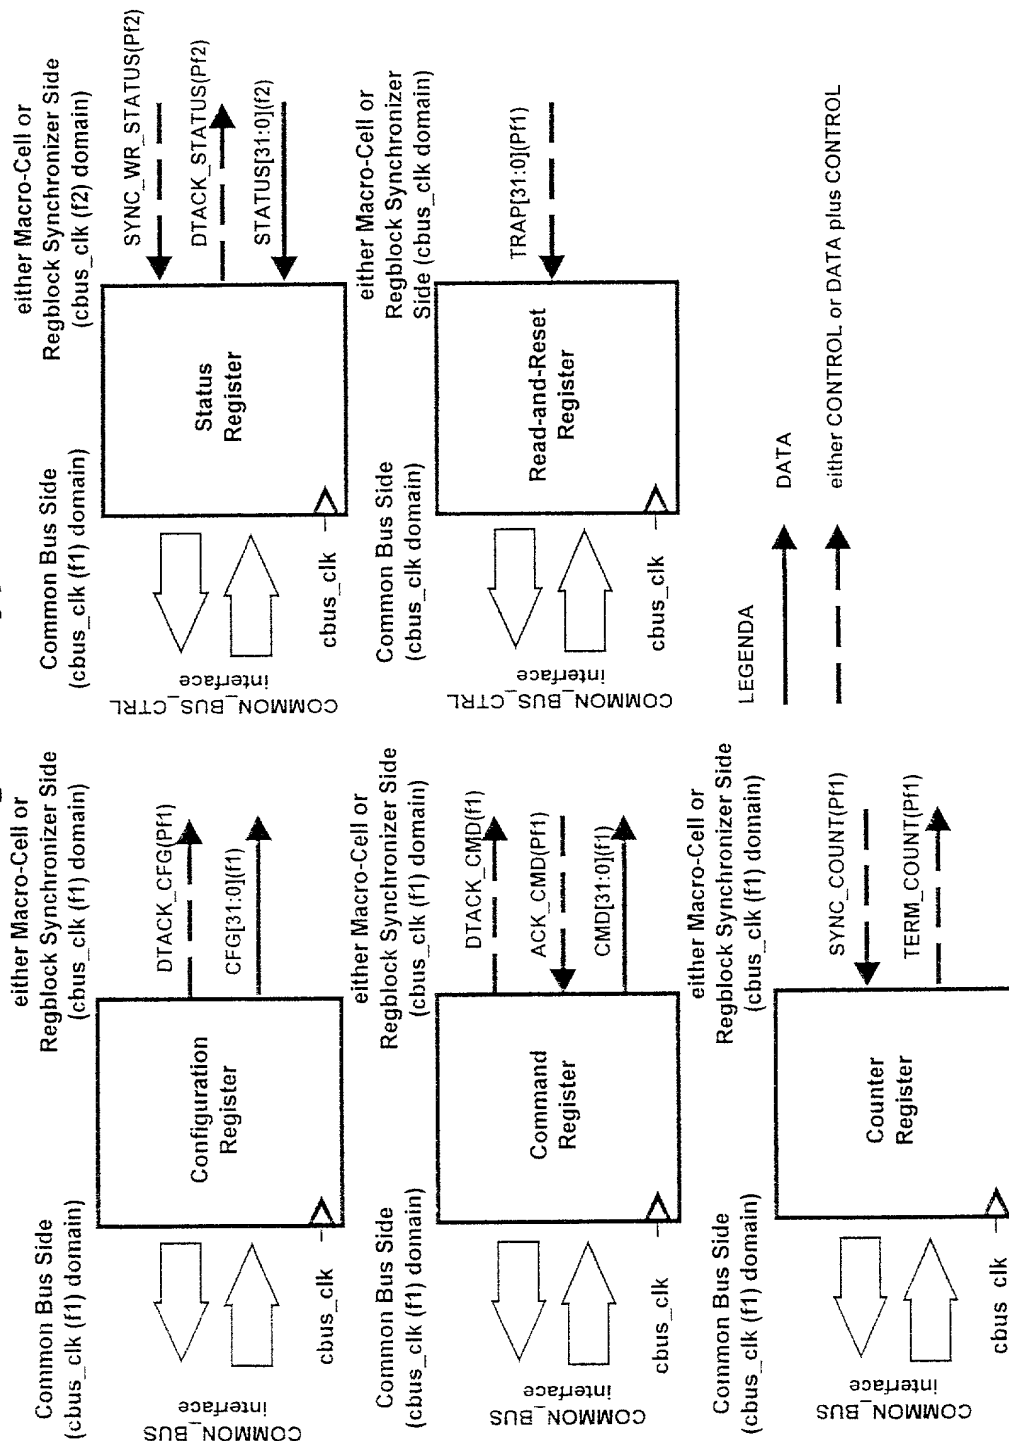 Common Bus Side
(cbus_clk (f1) domain)
either Macro-Cell or
Regblock Synchronizer Side
(cbus_clk (f1) domain)
COMMON_BUS
interface
Configuration
Register
DTACK_CFG(Pf1)
CFG[31:0](f1)
cbus_clk
Common Bus Side
(cbus_clk (f1) domain)
either Macro-Cell or
Regblock Synchronizer Side
(cbus_clk (f2) domain)
COMMON_BUS_CTRL
interface
Status
Register
SYNC_WR_STATUS(Pf2)
DTACK_STATUS(Pf2)
STATUS[31:0](f2)
cbus_clk
Common Bus Side
(cbus_clk (f1) domain)
either Macro-Cell or
Regblock Synchronizer Side
(cbus_clk (f1) domain)
COMMON_BUS
interface
Command
Register
DTACK_CMD(f1)
ACK_CMD(Pf1)
CMD[31:0](f1)
cbus_clk
Common Bus Side
(cbus_clk domain)
either Macro-Cell or
Regblock Synchronizer
Side (cbus_clk domain)
COMMON_BUS_CTRL
interface
Read-and-Reset
Register
TRAP[31:0](Pf1)
cbus_clk
Common Bus Side
(cbus_clk (f1) domain)
either Macro-Cell or
Regblock Synchronizer Side
(cbus_clk (f1) domain)
COMMON_BUS
interface
Counter
Register
SYNC_COUNT(Pf1)
TERM_COUNT(Pf1)
cbus_clk
LEGENDA
DATA
either CONTROL or DATA plus CONTROL